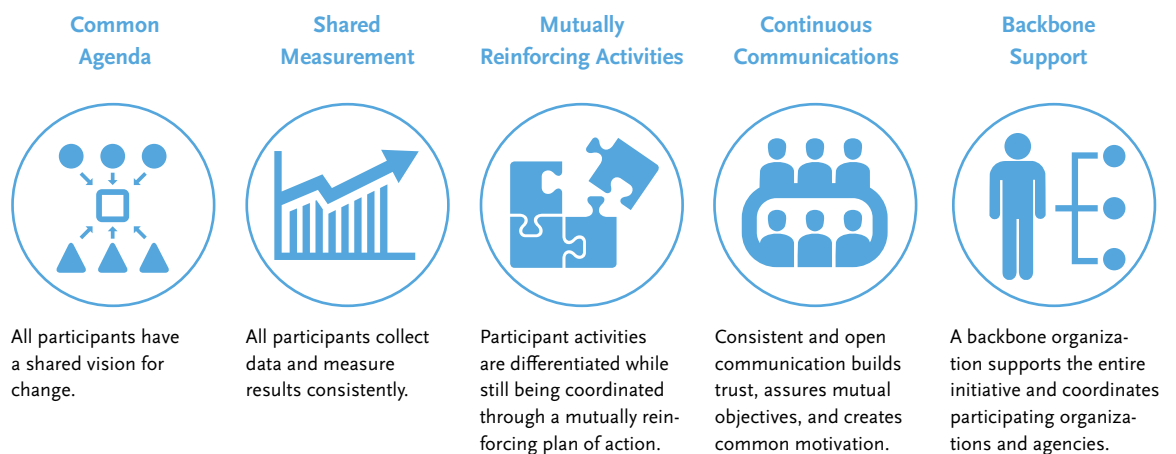 Common
Agenda
Shared
Measurement
Mutually
Reinforcing Activities
Continuous
Communications
Backbone
Support
All participants have
a shared vision for
change.
All participants collect
data and measure
results consistently.
Participant activities
are differentiated while
still being coordinated
through a mutually rein-
forcing plan of action.
Consistent and open
communication builds
trust, assures mutual
objectives, and creates
common motivation.
A backbone organiza-
tion supports the entire
initiative and coordinates
participating organiza-
tions and agencies.